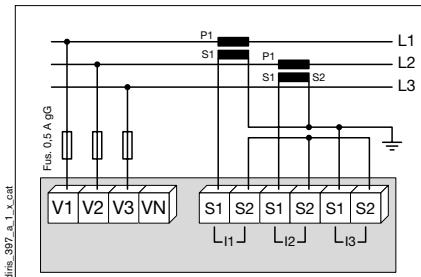 P1
L1
S1
P1
L2
S1 S2
L3
Fus. 0,5 A gG
V1 V2 V3 VN S1 S2 S1 S2 S1 S2
I1 I2 I3
diris_397_a_1_x_cat